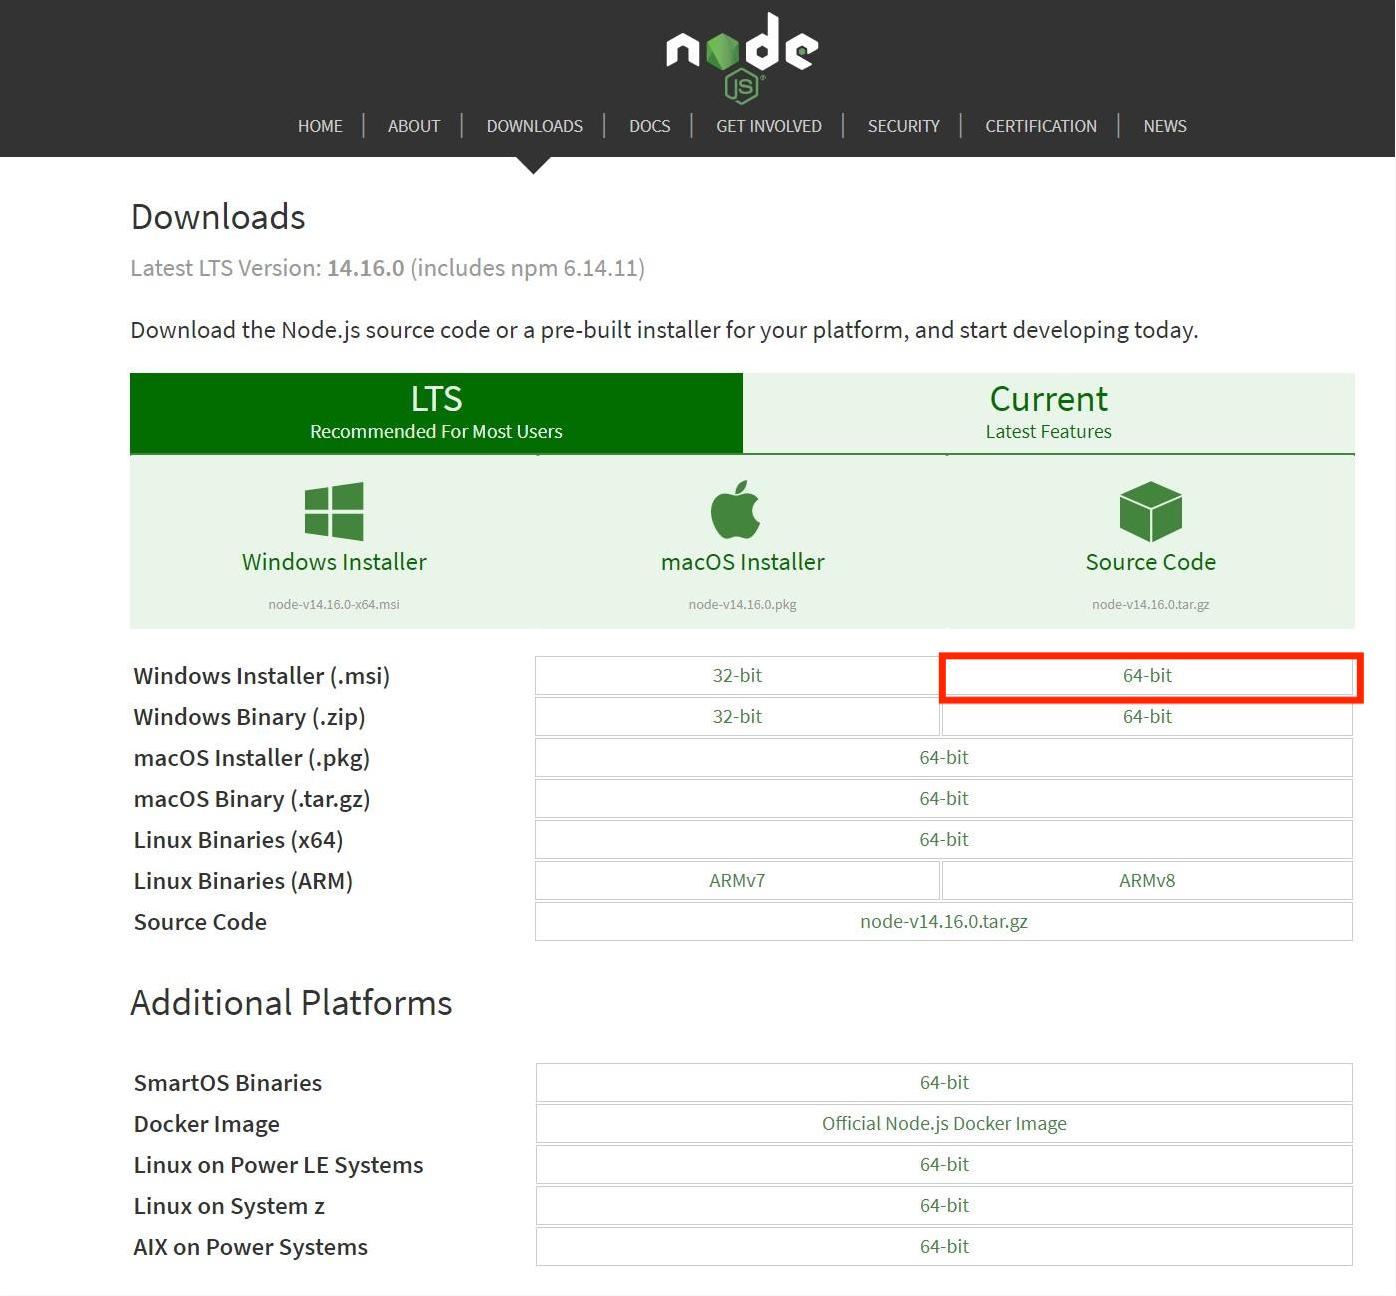 node
JS®
HOME | ABOUT | DOWNLOADS | DOCS | GET INVOLVED | SECURITY | CERTIFICATION | NEWS
Downloads
Latest LTS Version: 14.16.0 (includes npm 6.14.11)
Download the Node.js source code or a pre-built installer for your platform, and start developing today.
LTS
Recommended For Most Users
Current
Latest Features
Windows Installer
node-v14.16.0-x64.msi
macOS Installer
node-v14.16.0.pkg
Source Code
node-v14.16.0.tar.gz
Windows Installer (.msi) 32-bit 64-bit
Windows Binary (.zip) 32-bit 64-bit
macOS Installer (.pkg) 64-bit
macOS Binary (.tar.gz) 64-bit
Linux Binaries (x64) 64-bit
Linux Binaries (ARM) ARMv7 ARMv8
Source Code node-v14.16.0.tar.gz
Additional Platforms
SmartOS Binaries 64-bit
Docker Image Official Node.js Docker Image
Linux on Power LE Systems 64-bit
Linux on System z 64-bit
AIX on Power Systems 64-bit